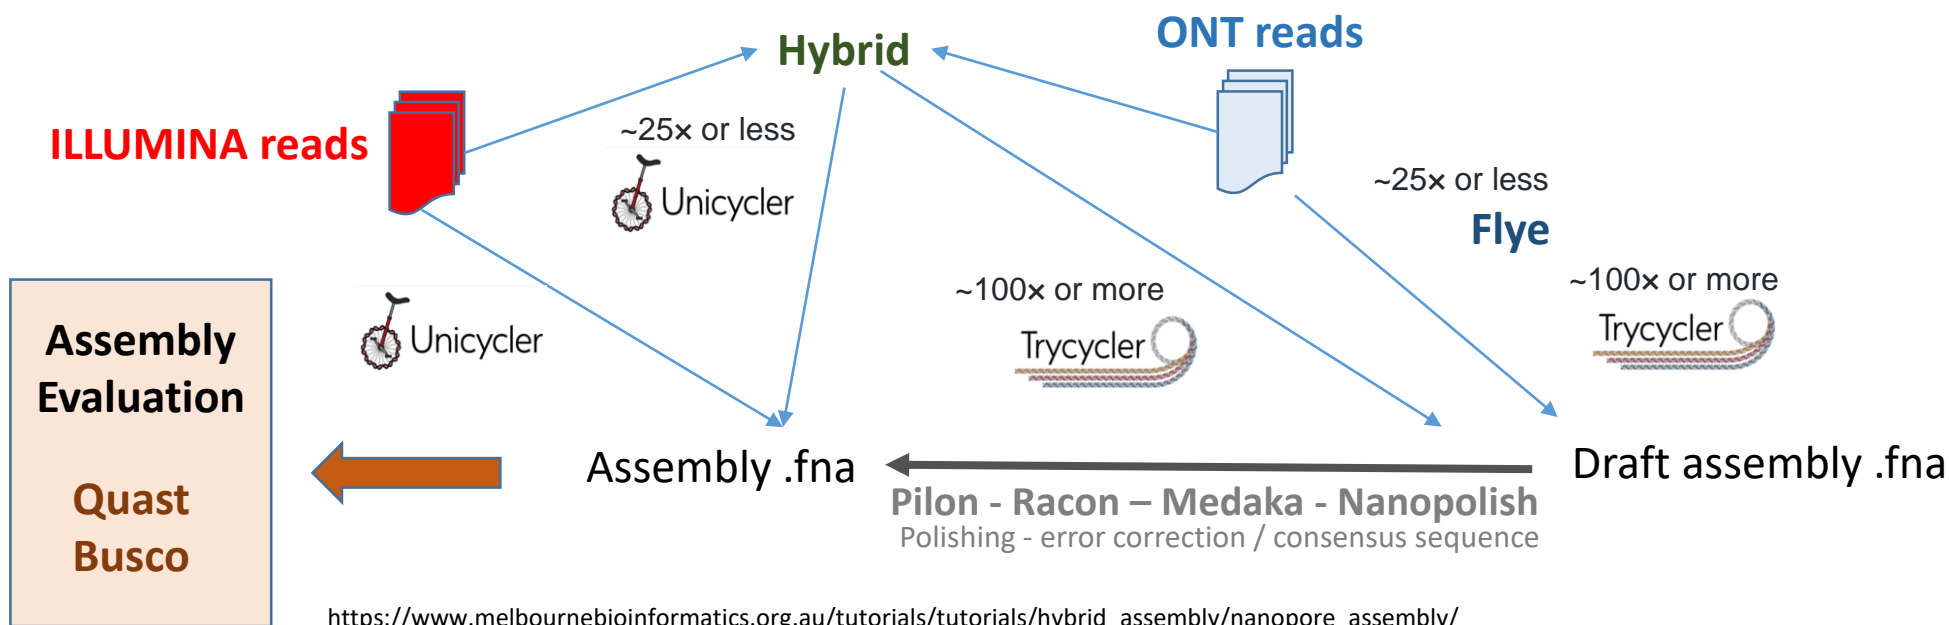 ONT reads
Hybrid
ILLUMINA reads
~25× or less
Unicycler
~25× or less
Flye
~100× or more
Trycycler
~100× or more
Trycycler
Unicycler
Assembly
Evaluation
Quast
Busco
Assembly .fna
Draft assembly .fna
Pilon - Racon – Medaka - Nanopolish
Polishing - error correction / consensus sequence
https://www.melbournebioinformatics.org.au/tutorials/tutorials/hybrid_assembly/nanopore_assembly/